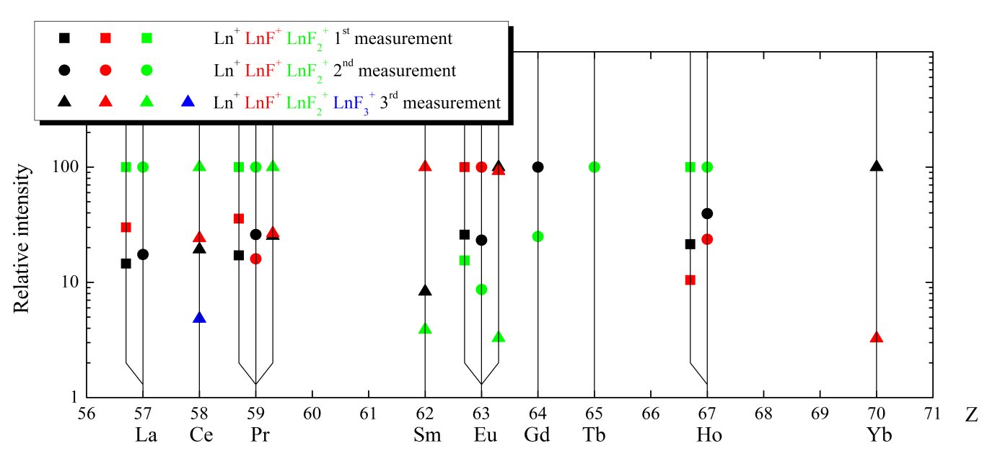 Ln⁺ LnF⁺ LnF₂⁺ 1ˢᵗ measurement
Ln⁺ LnF⁺ LnF₂⁺ 2ⁿᵈ measurement
Ln⁺ LnF⁺ LnF₂⁺ LnF₃⁺ 3ʳᵈ measurement
Relative intensity
100
10
1
56 57 58 59 60 61 62 63 64 65 66 67 68 69 70 71 Z
La Ce Pr Sm Eu Gd Tb Ho Yb